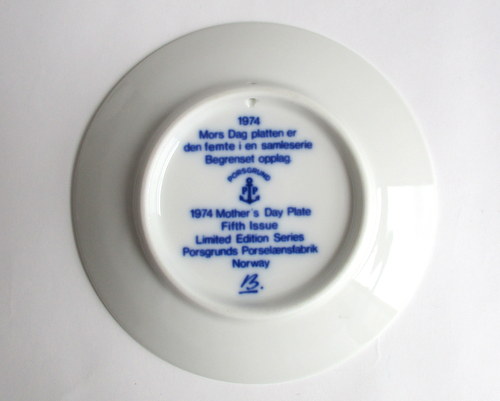 1974
Mors Dag platten er
den femte i en samleserie
Begrenset opplag.
PORSGRUND
P P
1974 Mother's Day Plate
Fifth Issue
Limited Edition Series
Porsgrunds Porselænsfabrik
Norway
B.